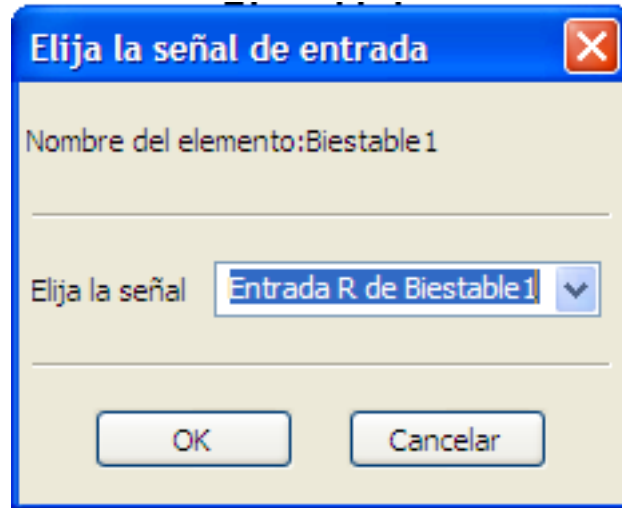 Elija la señal de entrada
Nombre del elemento:Biestable1
Elija la señal
Entrada R de Biestable1
OK
Cancelar